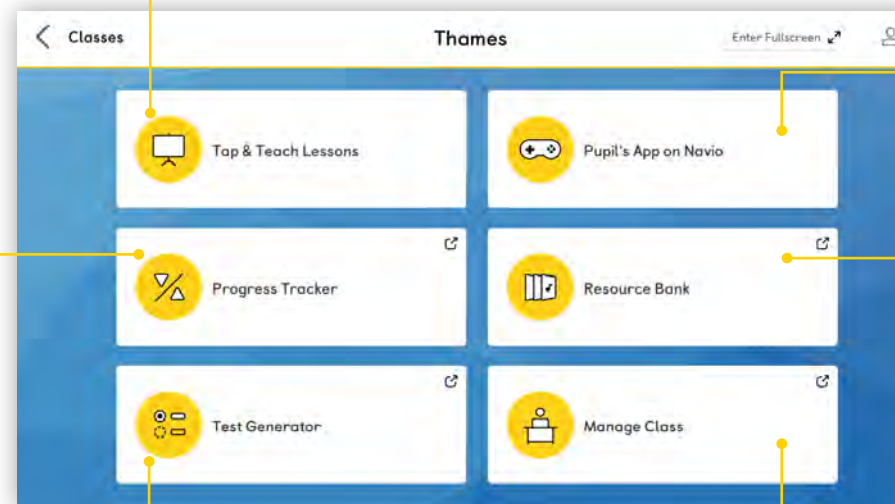 Classes
Thames
Enter Fullscreen
Tap & Teach Lessons
Pupil's App on Navio
Progress Tracker
Resource Bank
Test Generator
Manage Class